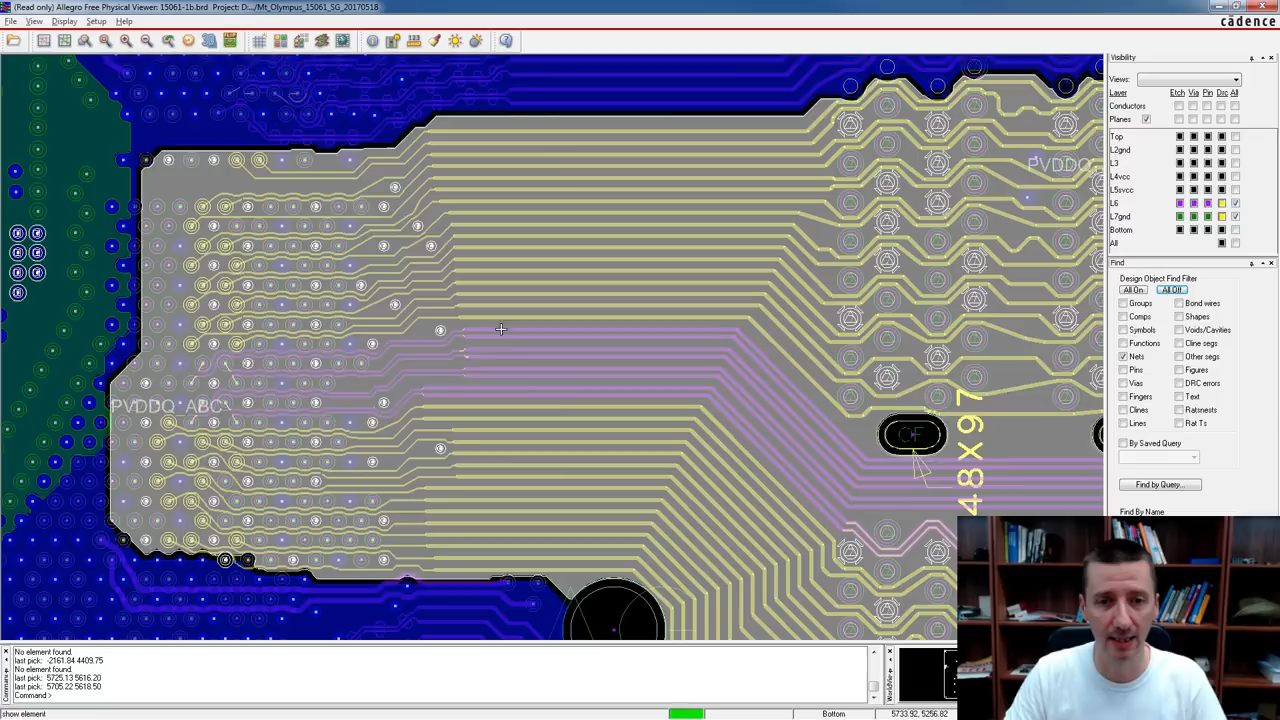 (Read only) Allegro Free Physical Viewer: 15061-1b.brd Project: D:.../Mt_Olympus_15061_SG_20170518
File View Display Setup Help
cādence
Visibility
Views:
Layer Etch Via Pin Drc All
Conductors
Planes
Top
L2gnd
L3
L4vcc
L5svcc
L6
L7gnd
Bottom
All
Find
Design Object Find Filter
All On All Off
Groups Bond wires
Comps Shapes
Symbols Voids/Cavities
Functions Cline segs
Nets Other segs
Pins Figures
Vias DRC errors
Fingers Text
Clines Ratsnests
Lines Rat Ts
By Saved Query
Find by Query...
Find By Name
PVDDQ
PVDDQ_ABC
48X97
No element found.
last pick: -2161.84 4409.75
No element found.
last pick: 5725.13 5616.20
last pick: 5705.22 5618.50
Command >
Command
WorldView
show element
Bottom
5733.92, 5256.82